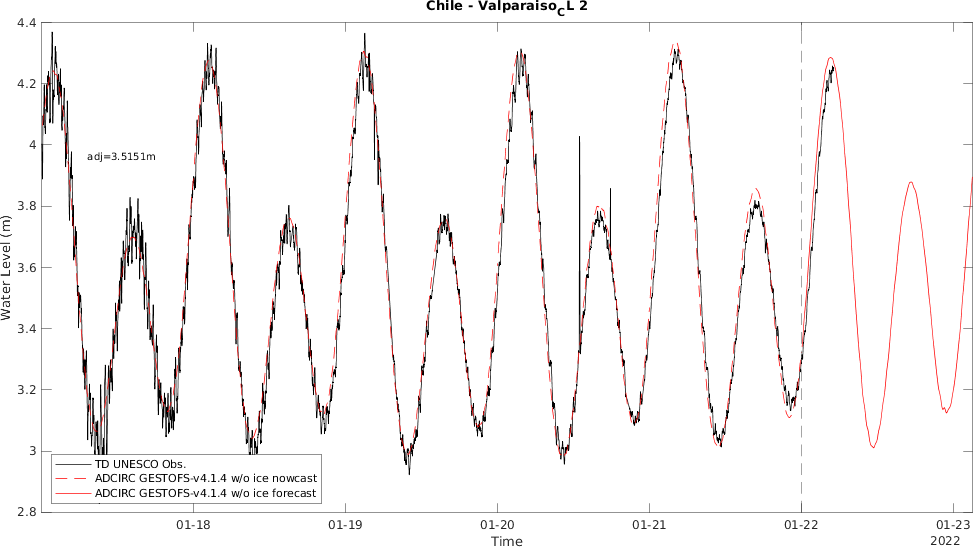 Chile - Valparaiso_CL 2
4.4
4.2
4
3.8
3.6
3.4
3.2
3
2.8
Water Level (m)
adj=3.5151m
TD UNESCO Obs.
ADCIRC GESTOFS-v4.1.4 w/o ice nowcast
ADCIRC GESTOFS-v4.1.4 w/o ice forecast
01-18
01-19
01-20
01-21
01-22
01-23
Time
2022